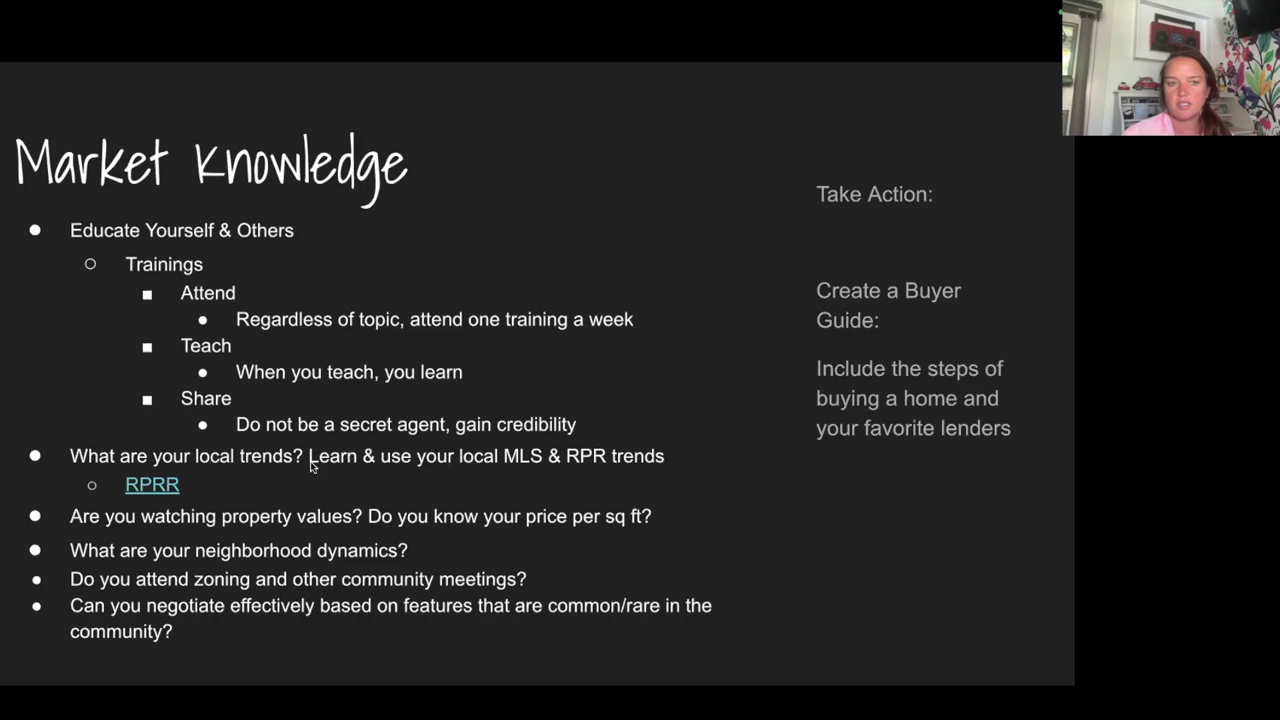 Market Knowledge
Educate Yourself & Others
Trainings
Attend
Regardless of topic, attend one training a week
Teach
When you teach, you learn
Share
Do not be a secret agent, gain credibility
What are your local trends? Learn & use your local MLS & RPR trends
RPRR
Are you watching property values? Do you know your price per sq ft?
What are your neighborhood dynamics?
Do you attend zoning and other community meetings?
Can you negotiate effectively based on features that are common/rare in the
community?
Take Action:
Create a Buyer
Guide:
Include the steps of
buying a home and
your favorite lenders